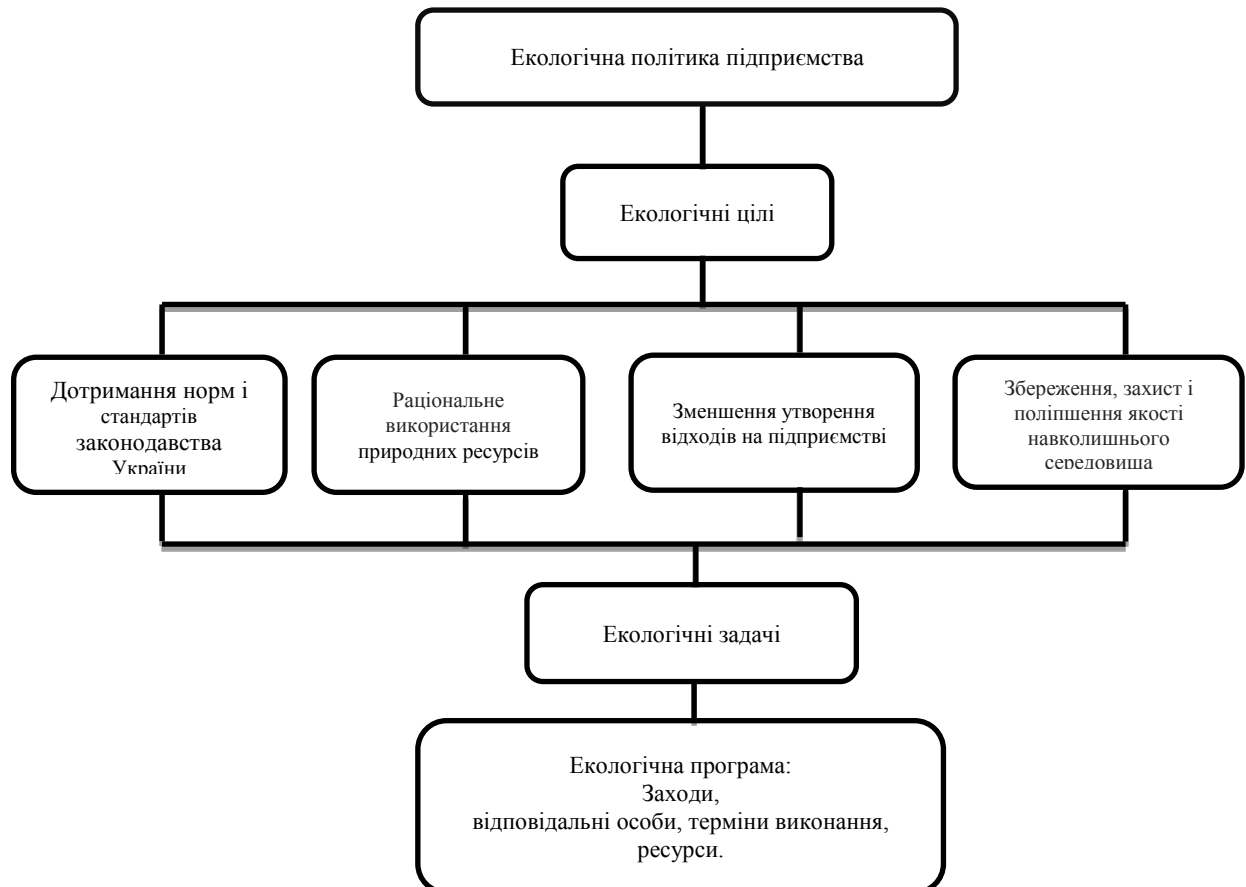 Екологічна політика підприємства
Екологічні цілі
Дотримання норм і
стандартів
законодавства
України
Раціональне
використання
природних ресурсів
Зменшення утворення
відходів на підприємстві
Збереження, захист і
поліпшення якості
навколишнього
середовища
Екологічні задачі
Екологічна програма:
Заходи,
відповідальні особи, терміни виконання,
ресурси.